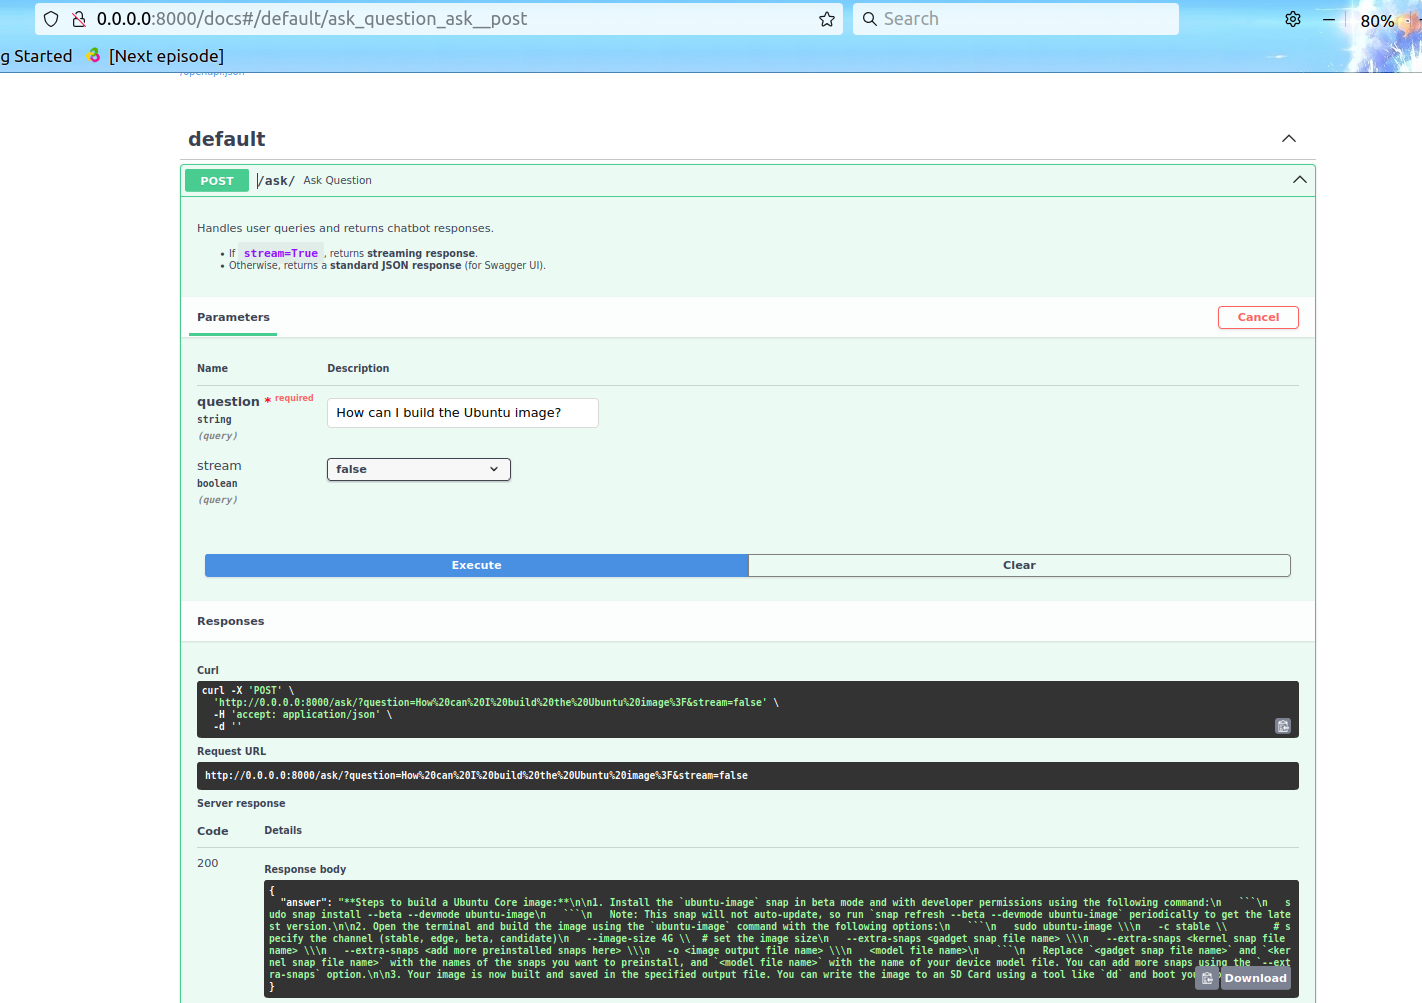 0.0.0.0:8000/docs#/default/ask_question_ask__post
Search
80%
g Started
[Next episode]
/openapi.json
default
POST /ask/ Ask Question
Handles user queries and returns chatbot responses.
• If stream=True , returns streaming response.
• Otherwise, returns a standard JSON response (for Swagger UI).
Parameters
Cancel
Name Description
question * required
string
(query)
How can I build the Ubuntu image?
stream
boolean
(query)
false
Execute
Clear
Responses
Curl
curl -X 'POST' \
'http://0.0.0.0:8000/ask/?question=How%20can%20I%20build%20the%20Ubuntu%20image%3F&stream=false' \
-H 'accept: application/json' \
-d ''
Request URL
http://0.0.0.0:8000/ask/?question=How%20can%20I%20build%20the%20Ubuntu%20image%3F&stream=false
Server response
Code Details
200
Response body
{
"answer": "**Steps to build a Ubuntu Core image:**\n\n1. Install the `ubuntu-image` snap in beta mode and with developer permissions using the following command:\n   ```\n   s
udo snap install --beta --devmode ubuntu-image\n   ```\n   Note: This snap will not auto-update, so run `snap refresh --beta --devmode ubuntu-image` periodically to get the late
st version.\n\n2. Open the terminal and build the image using the `ubuntu-image` command with the following options:\n   ```\n   sudo ubuntu-image \\\n   -c stable \\        # s
pecify the channel (stable, edge, beta, candidate)\n   --image-size 4G \\  # set the image size\n   --extra-snaps <gadget snap file name> \\\n   --extra-snaps <kernel snap file
name> \\\n   --extra-snaps <add more preinstalled snaps here> \\\n   -o <image output file name> \\\n   <model file name>\n   ```\n   Replace `<gadget snap file name>` and `<ker
nel snap file name>` with the names of the snaps you want to preinstall, and `<model file name>` with the name of your device model file. You can add more snaps using the `--ext
ra-snaps` option.\n\n3. Your image is now built and saved in the specified output file. You can write the image to an SD Card using a tool like `dd` and boot
}
Download